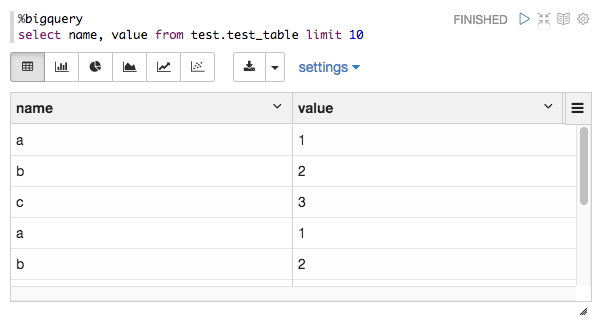 %bigquery
FINISHED
select name, value from test.test_table limit 10
settings
name value
a 1
b 2
c 3
a 1
b 2